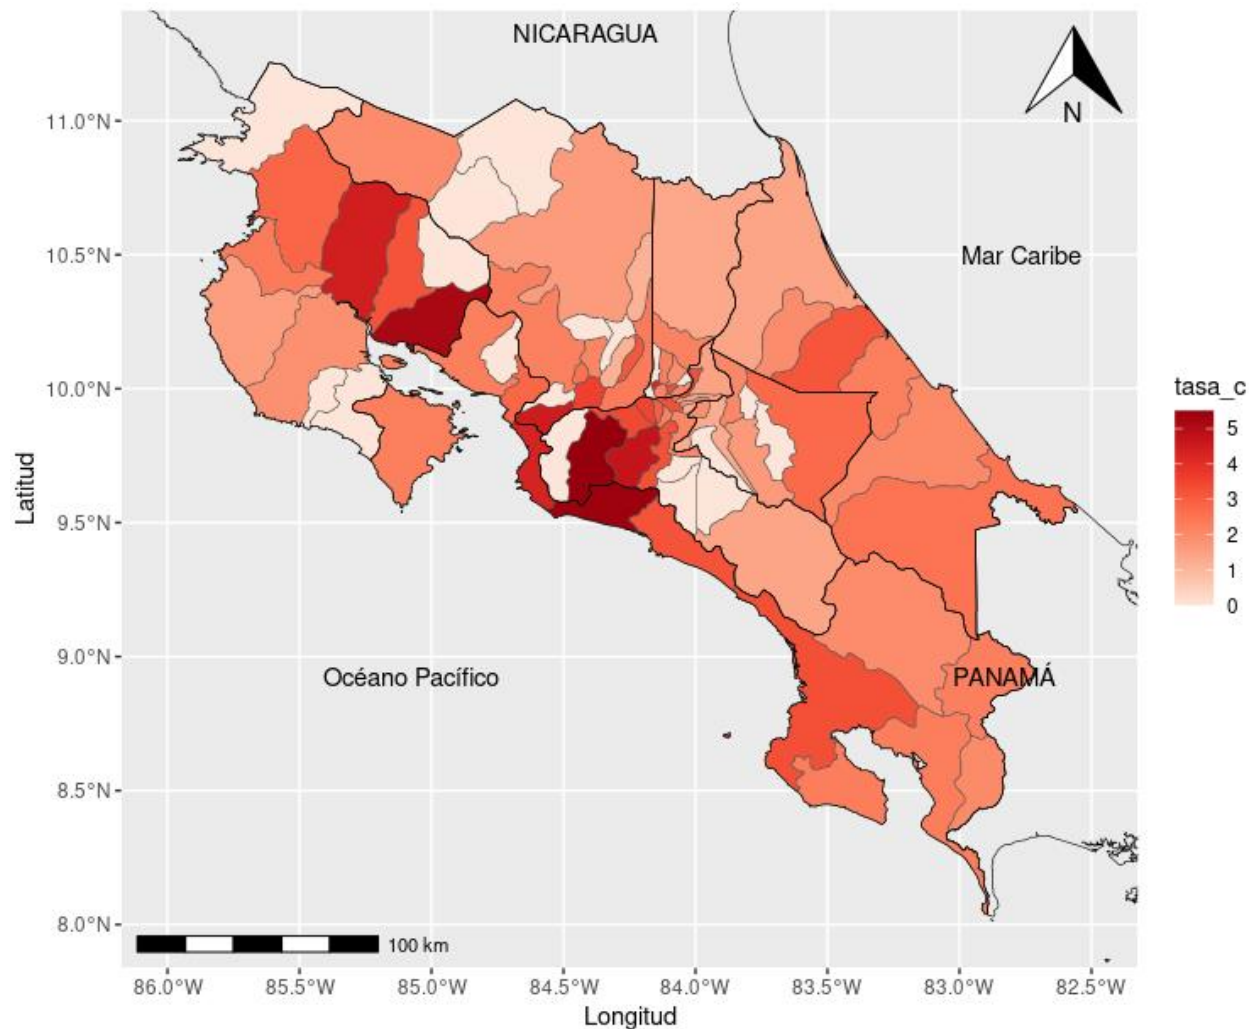 NICARAGUA
N
11.0°N
10.5°N
10.0°N
9.5°N
9.0°N
8.5°N
8.0°N
Latitud
Mar Caribe
Océano Pacífico
PANAMÁ
100 km
86.0°W 85.5°W 85.0°W 84.5°W 84.0°W 83.5°W 83.0°W 82.5°W
Longitud
tasa_c
5
4
3
2
1
0